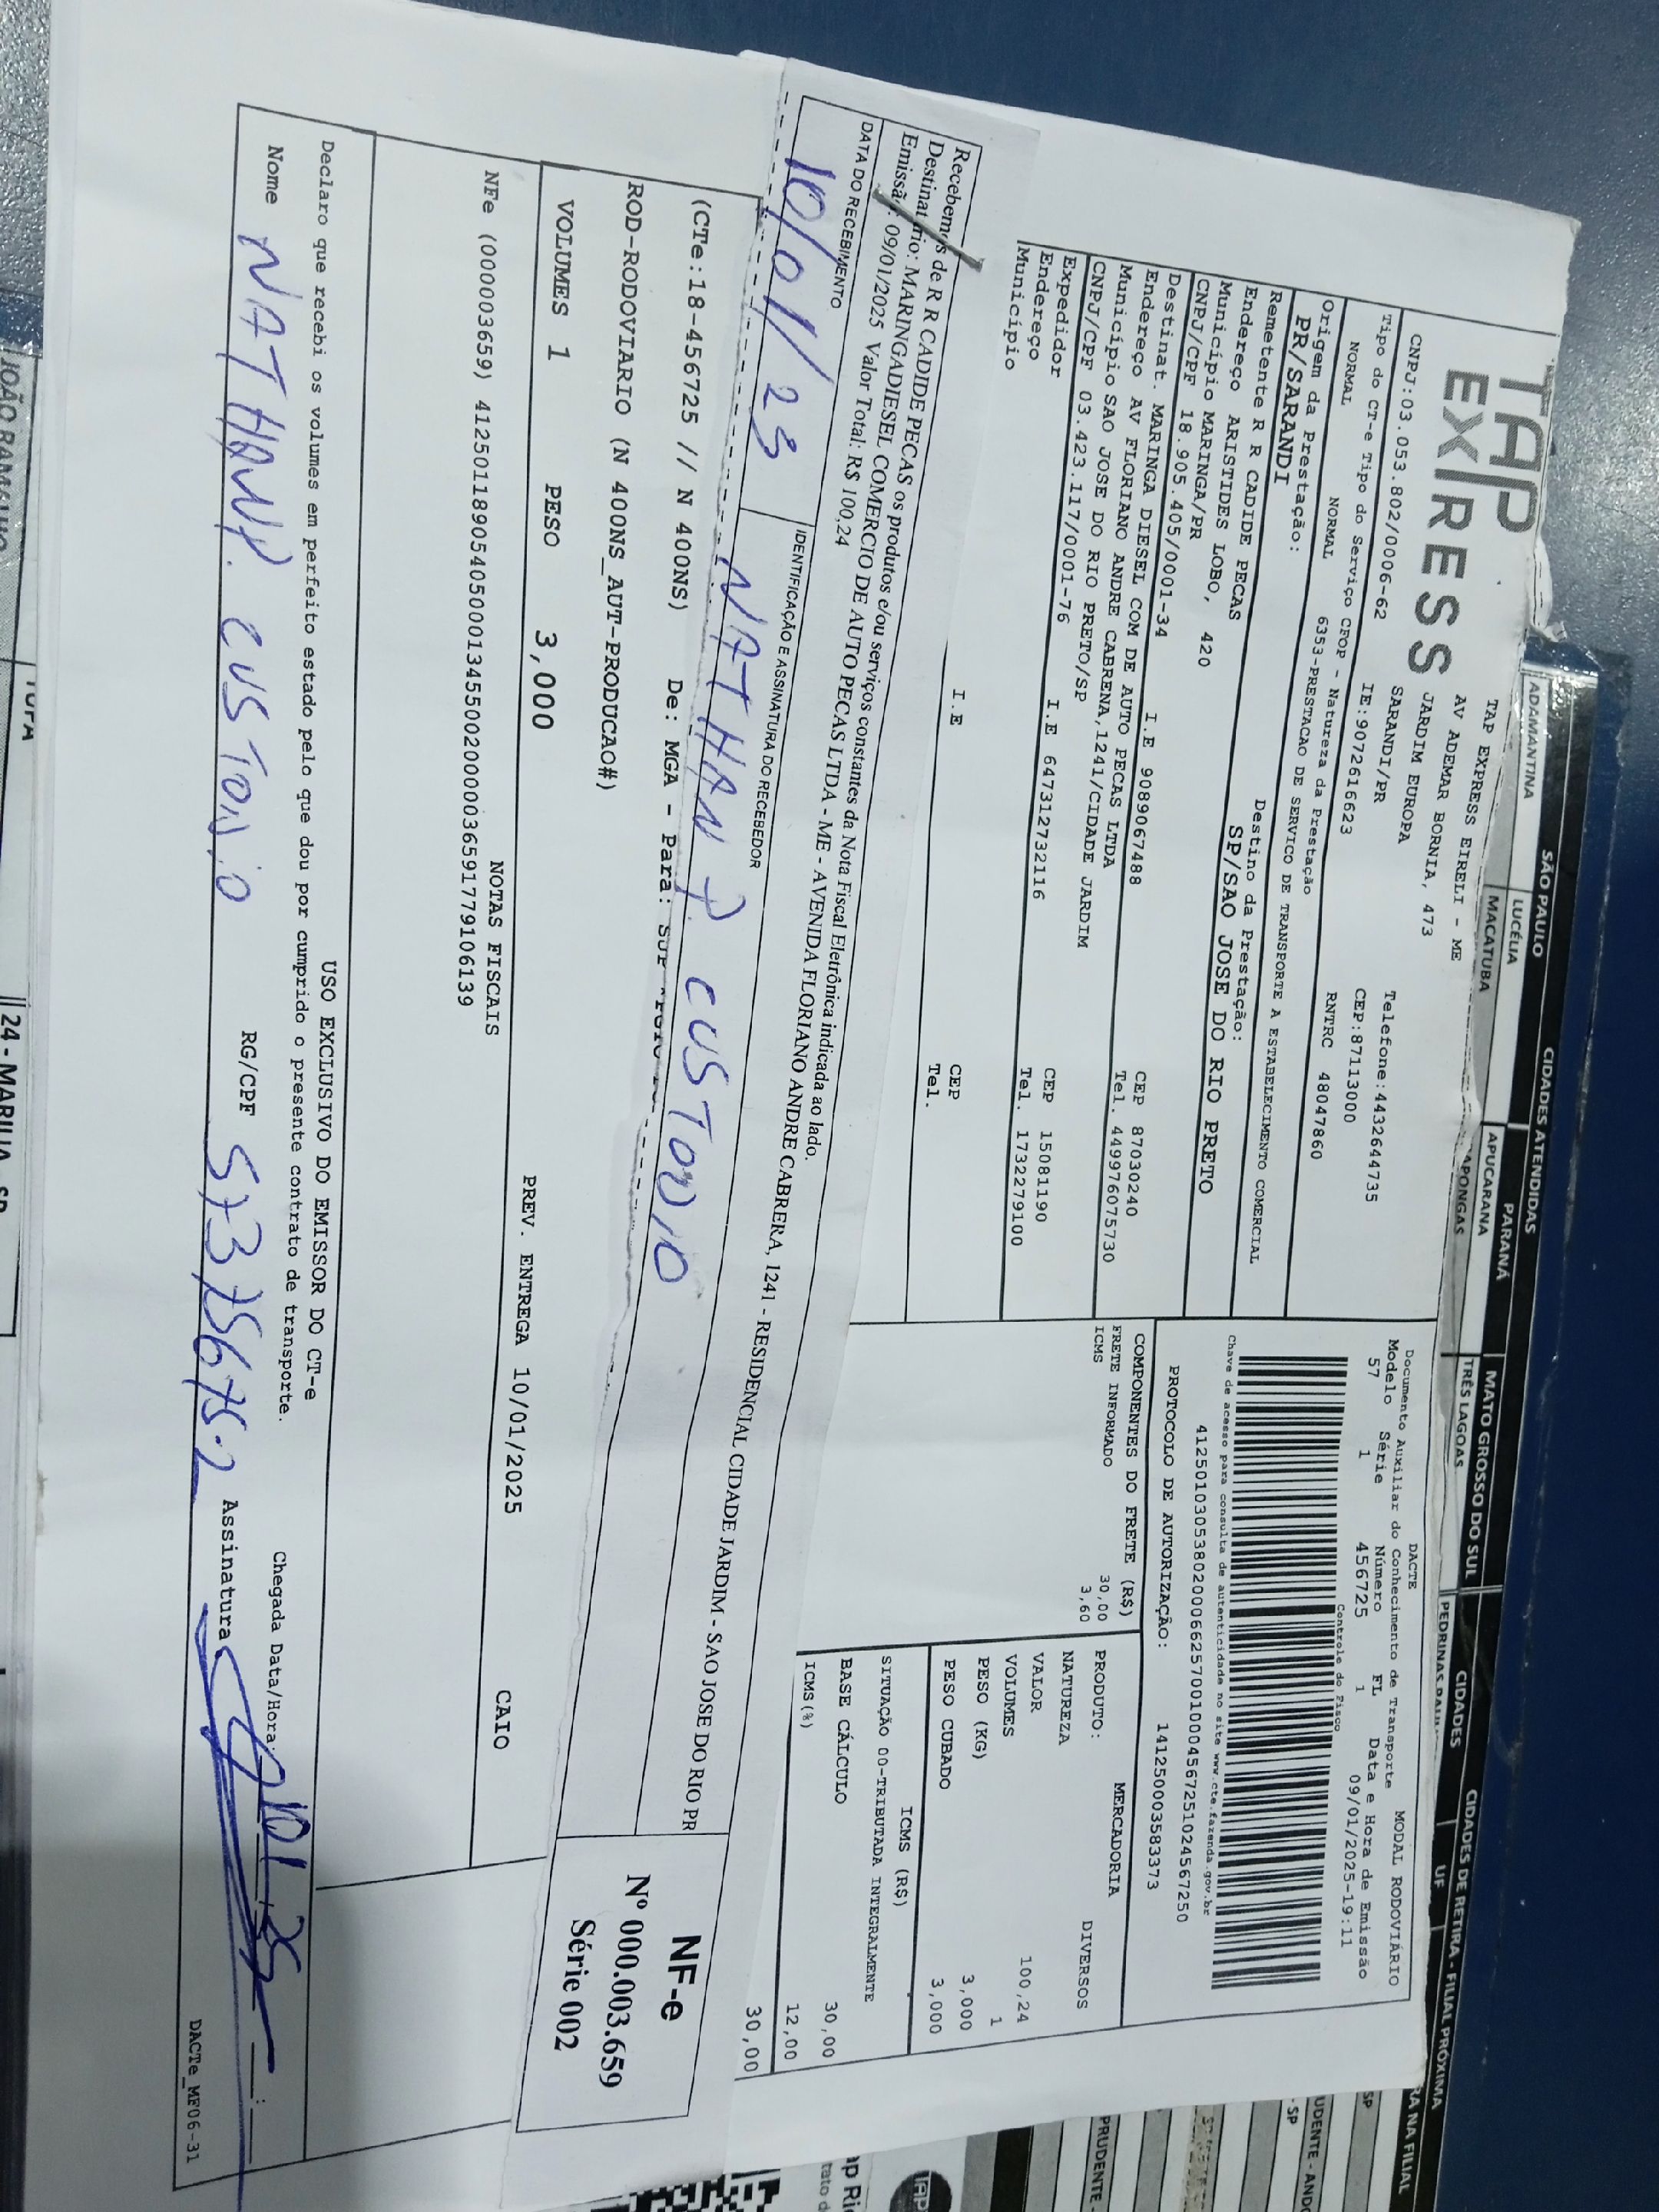 TAP
EXPRESS
TAP EXPRESS EIRELI - ME
AV ADEMAR BORNIA, 473
JARDIM EUROPA
SARANDI/PR
Telefone:4432644735
CEP:87113000
CNPJ:03.053.802/0006-62
IE:9072616623
RNTRC 48047860
Tipo do CT-e Tipo do Serviço CFOP - Natureza da Prestação
NORMAL NORMAL 6353-PRESTACAO DE SERVICO DE TRANSPORTE A ESTABELECIMENTO COMERCIAL
Origem da Prestação: Destino da Prestação:
PR/SARANDI SP/SAO JOSE DO RIO PRETO
Remetente R R CADIDE PECAS
Endereço ARISTIDES LOBO, 420
Município MARINGA/PR CEP 87030240
CNPJ/CPF 18.905.405/0001-34 I.E 9089067488 Tel. 449976075730
Destinat. MARINGA DIESEL COM DE AUTO PECAS LTDA
Endereço AV FLORIANO ANDRE CABRENA,1241/CIDADE JARDIM
Município SAO JOSE DO RIO PRETO/SP CEP 15081190
CNPJ/CPF 03.423.117/0001-76 I.E 647312732116 Tel. 1732279100
Expedidor
Endereço
Município CEP
I.E Tel.
DACTE
Documento Auxiliar do Conhecimento de Transporte
MODAL RODOVIÁRIO
Modelo Série Número FL Data e Hora de Emissão
57 1 456725 1 09/01/2025-19:11
Controle do Fisco
Chave de acesso para consulta de autenticidade no site www.cte.fazenda.gov.br
41250103053802000662570010004567251024567250
PROTOCOLO DE AUTORIZAÇÃO: 141250003583373
COMPONENTES DO FRETE (R$)
FRETE INFORMADO 30,00
ICMS 3,60
MERCADORIA
PRODUTO: DIVERSOS
NATUREZA
VALOR 100,24
VOLUMES 1
PESO (KG) 3,000
PESO CUBADO 3,000
ICMS (R$)
SITUAÇÃO 00-TRIBUTADA INTEGRALMENTE
BASE CÁLCULO 30,00
ICMS(%) 12,00
30,00
Recebemos de R R CADIDE PECAS os produtos e/ou serviços constantes da Nota Fiscal Eletrônica indicada ao lado.
Destinatário: MARINGADIESEL COMERCIO DE AUTO PECAS LTDA - ME - AVENIDA FLORIANO ANDRE CABRERA, 1241 - RESIDENCIAL CIDADE JARDIM - SAO JOSE DO RIO PR
Emissão: 09/01/2025 Valor Total: R$ 100,24
DATA DO RECEBIMENTO
IDENTIFICAÇÃO E ASSINATURA DO RECEBEDOR
10/01/25
NATHAN P. CUSTODIO
NF-e
Nº 000.003.659
Série 002
(CTe:18-456725 // N 400NS) De: MGA - Para:
ROD-RODOVIARIO (N 400NS_AUT-PRODUCAO#)
VOLUMES 1 PESO 3,000 PREV. ENTREGA 10/01/2025 CAIO
NOTAS FISCAIS
NFe (000003659) 41250118905405000134550020000036591779106139
USO EXCLUSIVO DO EMISSOR DO CT-e
Declaro que recebi os volumes em perfeito estado pelo que dou por cumprido o presente contrato de transporte.
Chegada Data/Hora:
Nome NATHAN P. CUSTODIO RG/CPF Assinatura
DACTe_MF06-31
SÃO PAULO
CIDADES ATENDIDAS
PARANÁ
MATO GROSSO DO SUL
CIDADES
CIDADES DE RETIRA - FILIAL PRÓXIMA
ADAMANTINA
LUCÉLIA
MACATUBA
APUCARANA
TRÊS LAGOAS
UF
24 - MARILIA SP